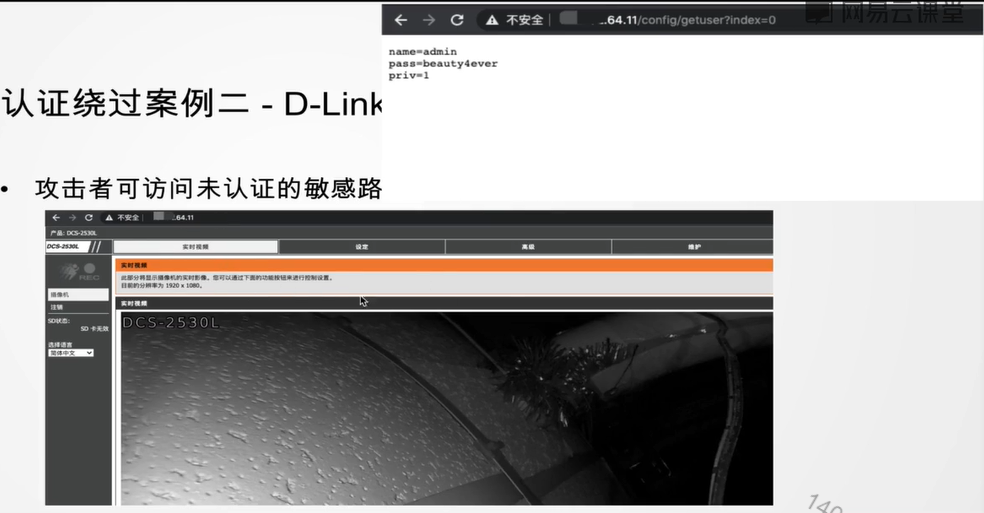 不安全 ..64.11/config/getuser?index=0
网易云课堂
name=admin
pass=beauty4ever
priv=1
认证绕过案例二 - D-Link
• 攻击者可访问未认证的敏感路
不安全 .64.11
产品: DCS-2530L
DCS-2530L
实时视频
设定
高级
维护
REC
摄像机
注销
SD状态:
SD 卡无效
选择语言
简体中文
实时视频
此部分将显示摄像机的实时影像。您可以通过下面的功能按钮来进行控制设置。
目前的分辨率为 1920 x 1080。
实时视频
DCS-2530L